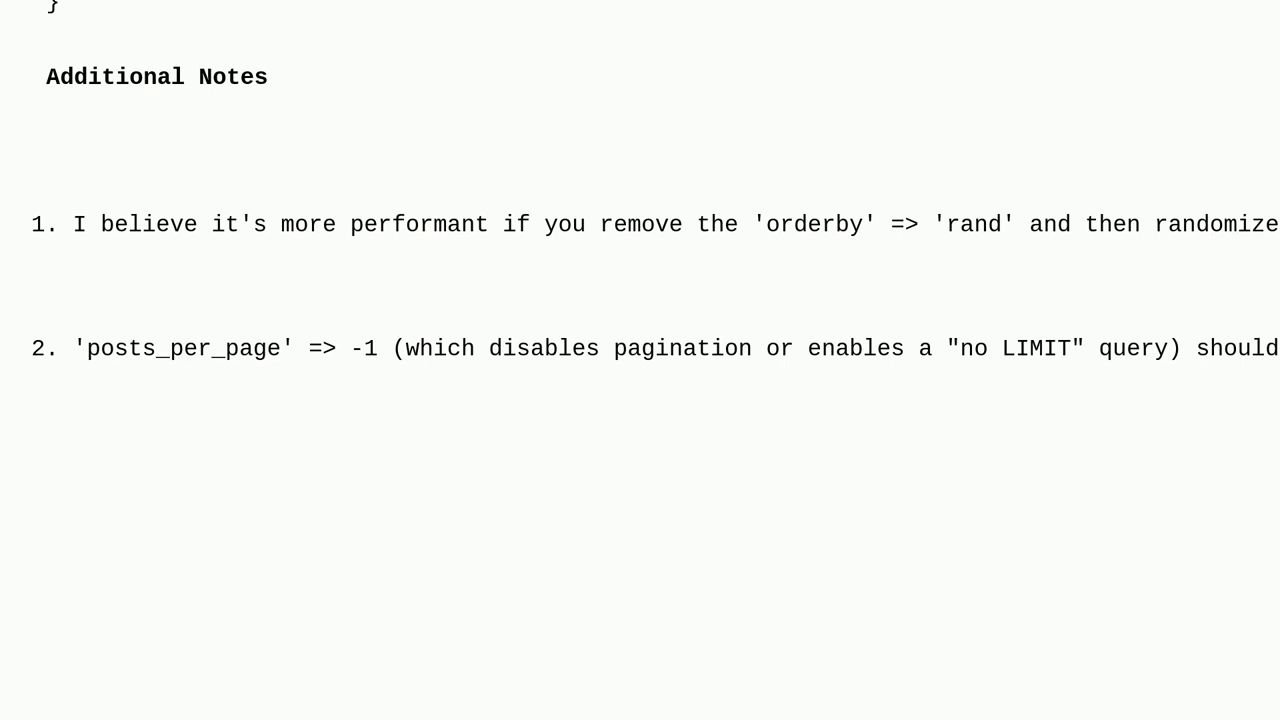 }
Additional Notes
1. I believe it's more performant if you remove the 'orderby' => 'rand' and then randomize
2. 'posts_per_page' => -1 (which disables pagination or enables a "no LIMIT" query) should